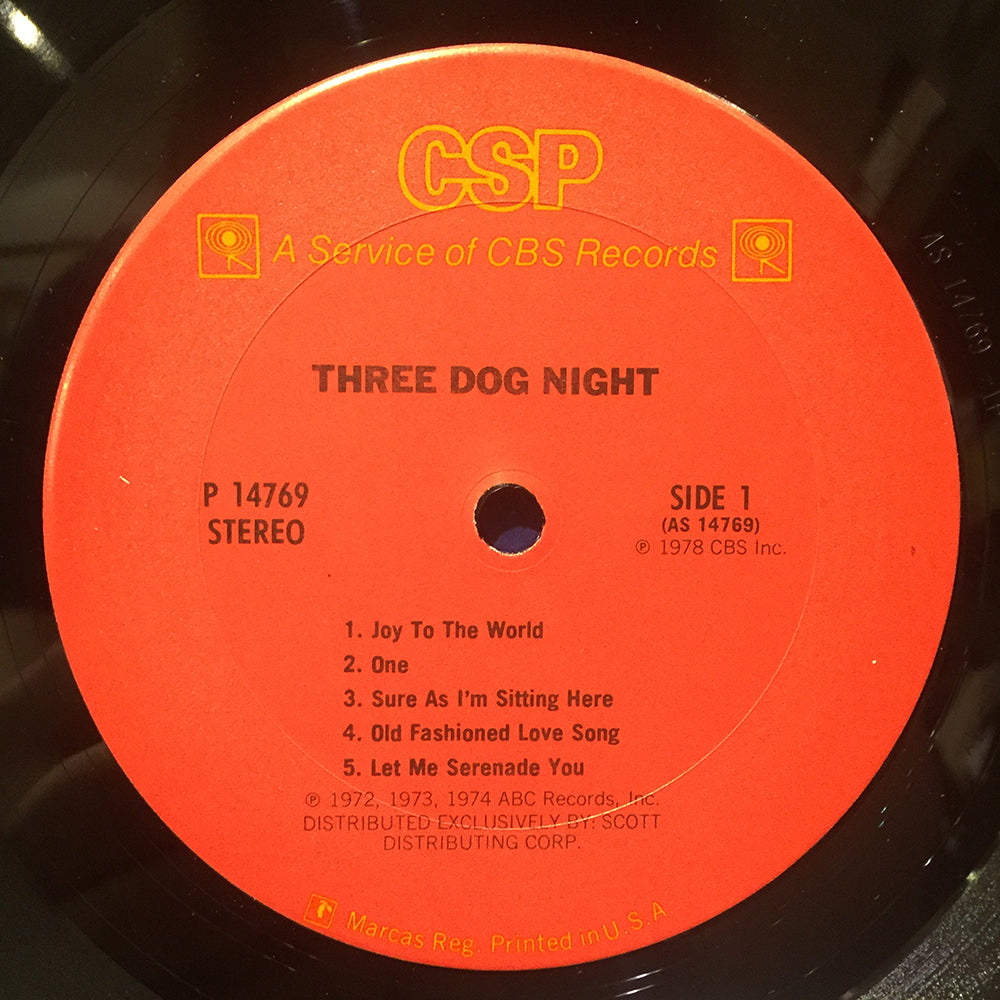 CSP
A Service of CBS Records
THREE DOG NIGHT
P 14769
STEREO
SIDE 1
(AS 14769)
℗ 1978 CBS Inc.
1. Joy To The World
2. One
3. Sure As I'm Sitting Here
4. Old Fashioned Love Song
5. Let Me Serenade You
℗ 1972, 1973, 1974 ABC Records, Inc.
DISTRIBUTED EXCLUSIVELY BY: SCOTT
DISTRIBUTING CORP.
Marcas Reg. Printed in U.S.A
AS 14769